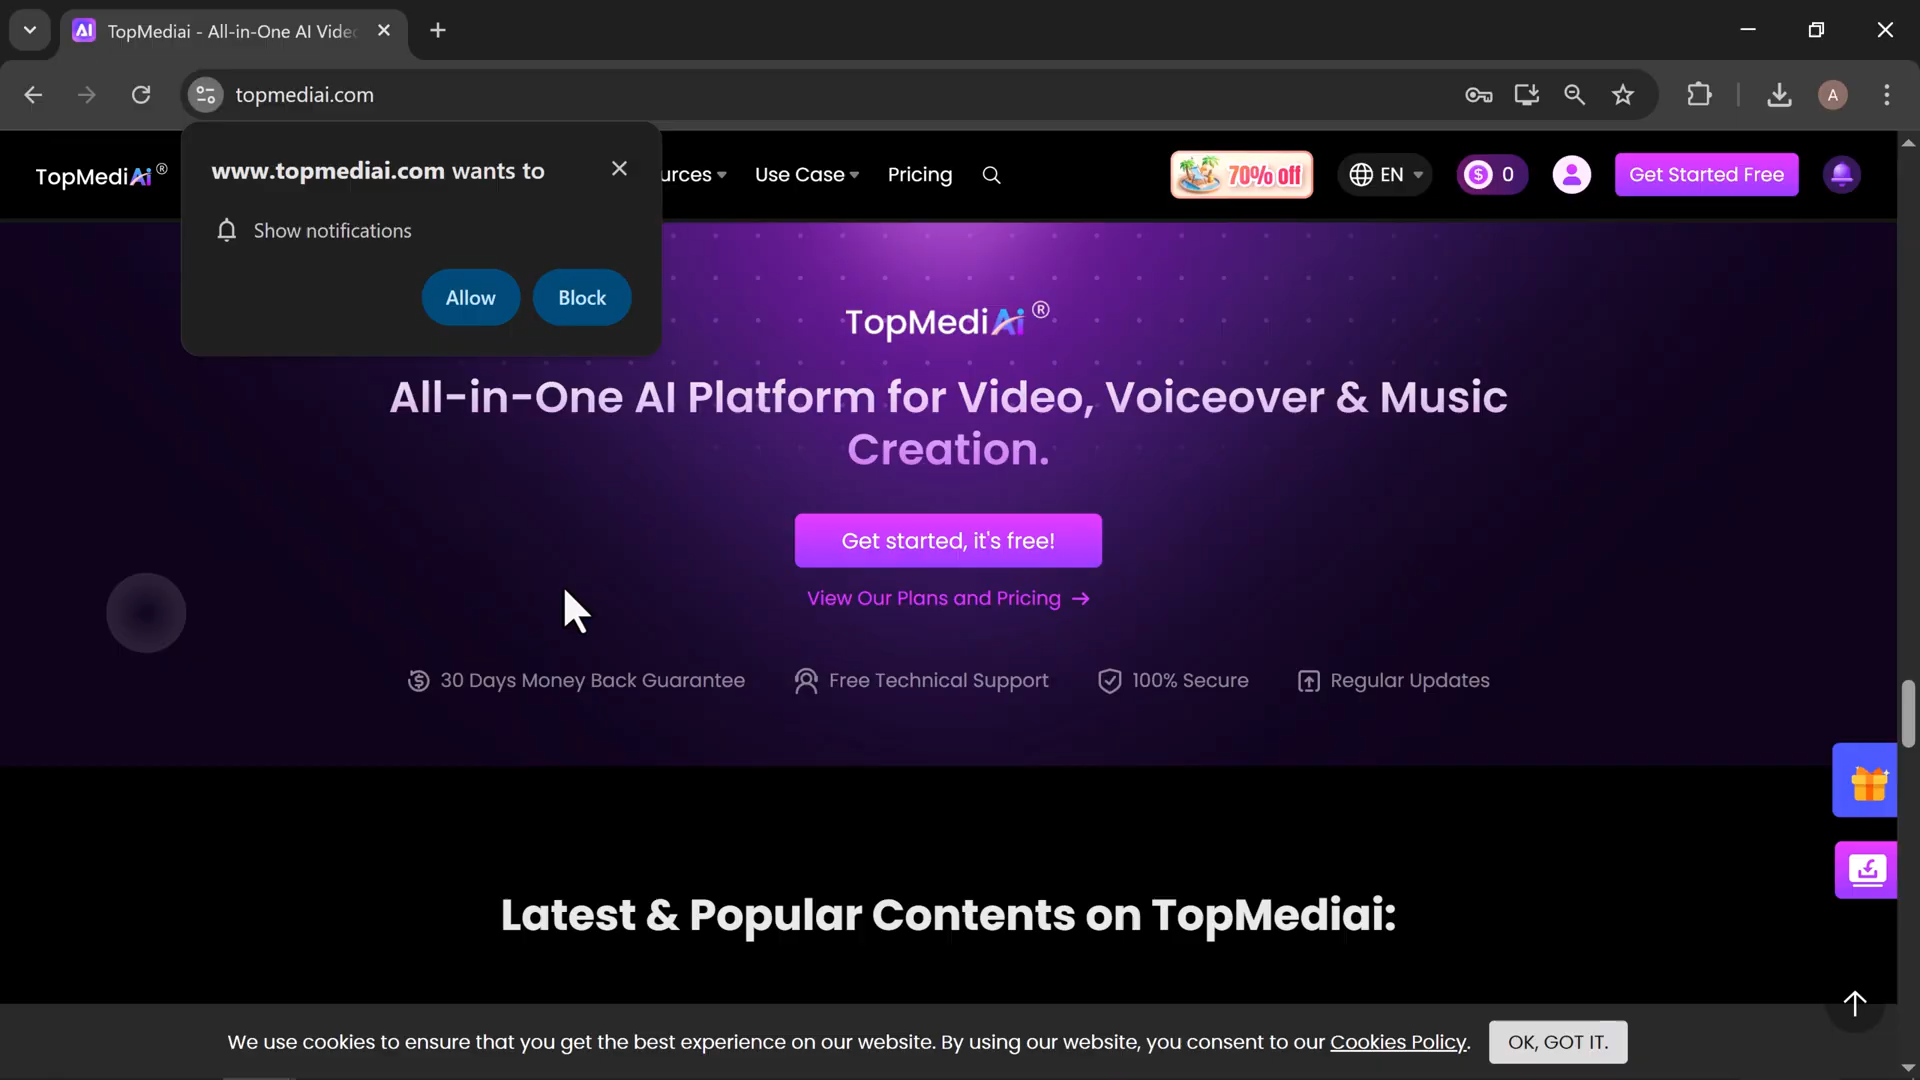 TopMediai - All-in-One AI Vide
topmediai.com
A
www.topmediai.com wants to
Show notifications
Allow
Block
TopMediAi®
urces
Use Case
Pricing
70% off
EN
0
Get Started Free
TopMediAi®
All-in-One AI Platform for Video, Voiceover & Music
Creation.
Get started, it's free!
View Our Plans and Pricing →
30 Days Money Back Guarantee
Free Technical Support
100% Secure
Regular Updates
Latest & Popular Contents on TopMediai:
We use cookies to ensure that you get the best experience on our website. By using our website, you consent to our Cookies Policy.
OK, GOT IT.